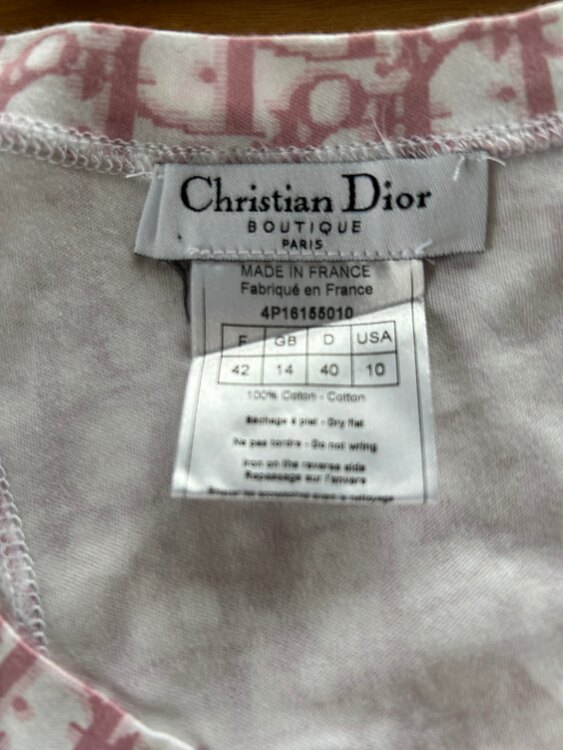 Christian Dior
BOUTIQUE
PARIS
MADE IN FRANCE
Fabriqué en France
4P16155010
F GB D USA
42 14 40 10
100% Coton - Cotton
Séchage à plat - Dry flat
Ne pas tordre - Do not wring
Iron on the reverse side
Repassage sur l'envers